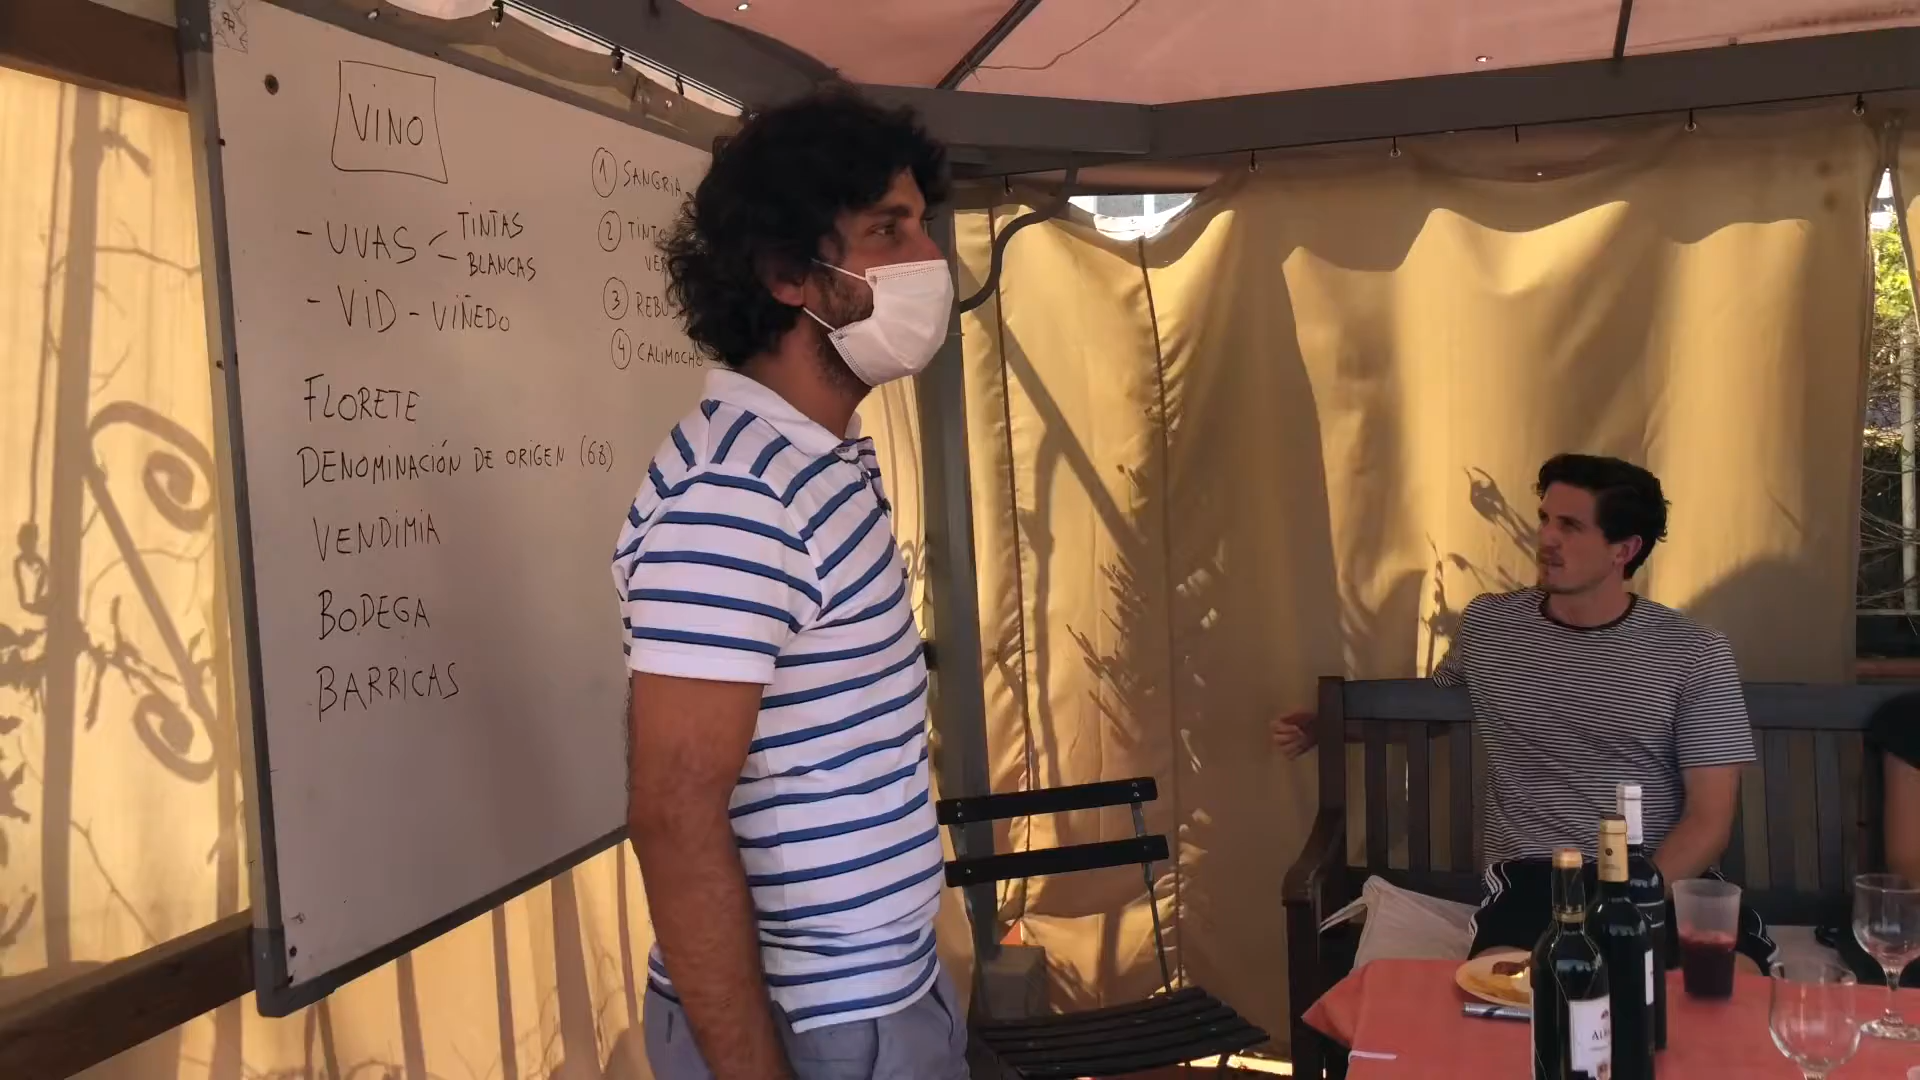 VINO
- UVAS < TINTAS
BLANCAS
- VID - VIÑEDO
FLORETE
DENOMINACIÓN DE ORIGEN (68)
VENDIMIA
BODEGA
BARRICAS
1 SANGRIA
2 TINTO
3
4 CALIMOCHO